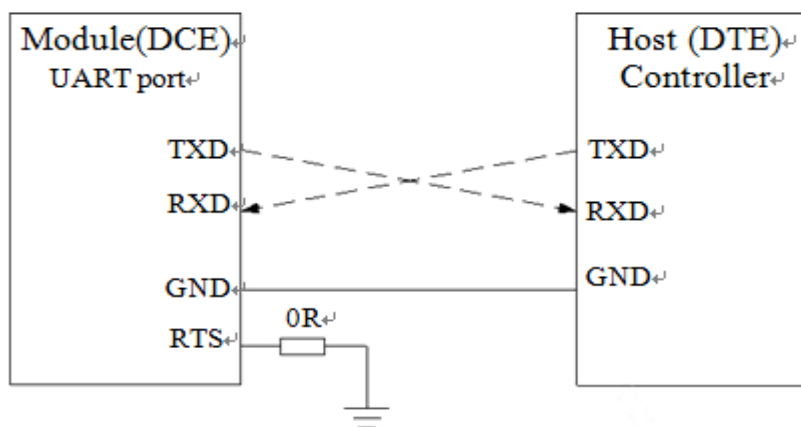 Module(DCE)↵
UART port↵
TXD↵
RXD↵
GND↵
RTS↵
0R↵
Host (DTE)↵
Controller↵
TXD↵
RXD↵
GND↵